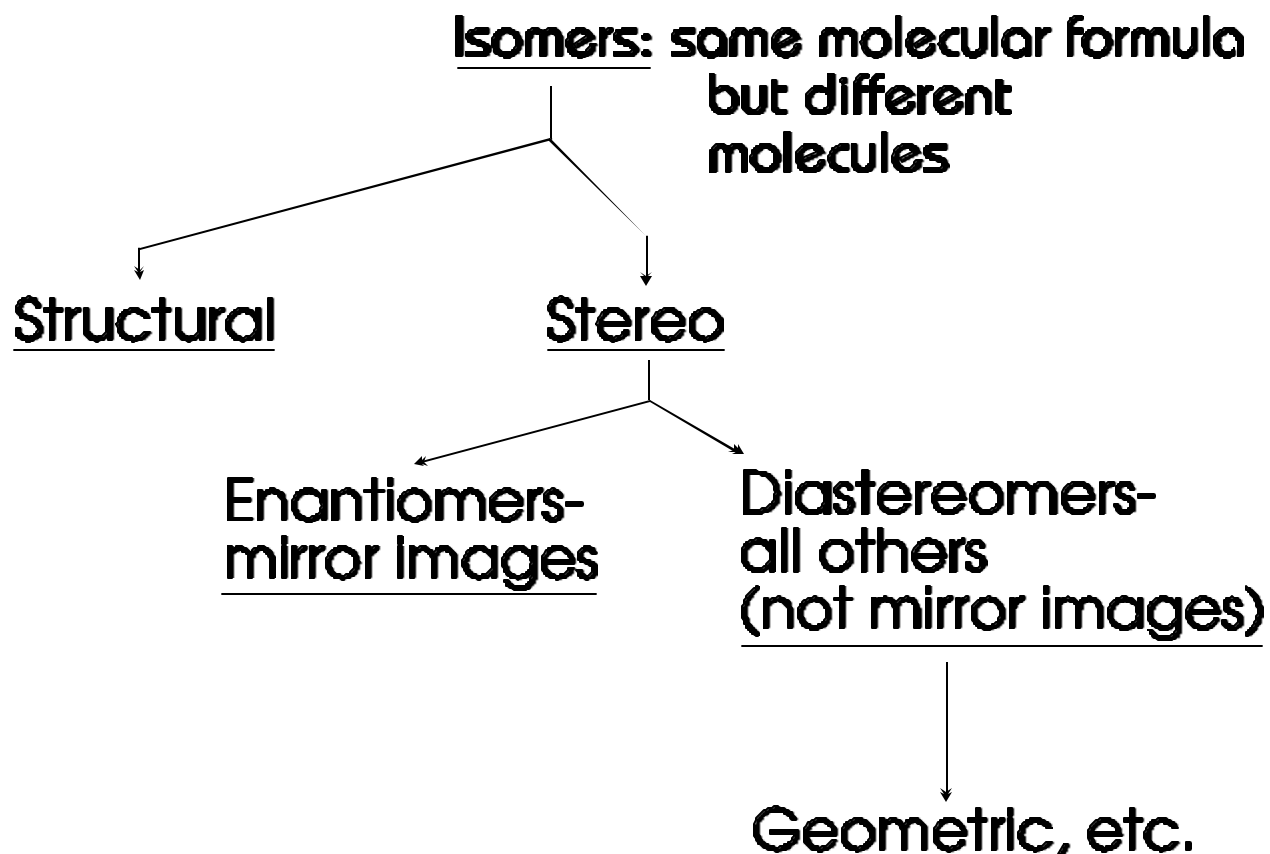 Isomers: same molecular formula
but different
molecules
Structural
Stereo
Enantiomers-
mirror images
Diastereomers-
all others
(not mirror images)
Geometric, etc.